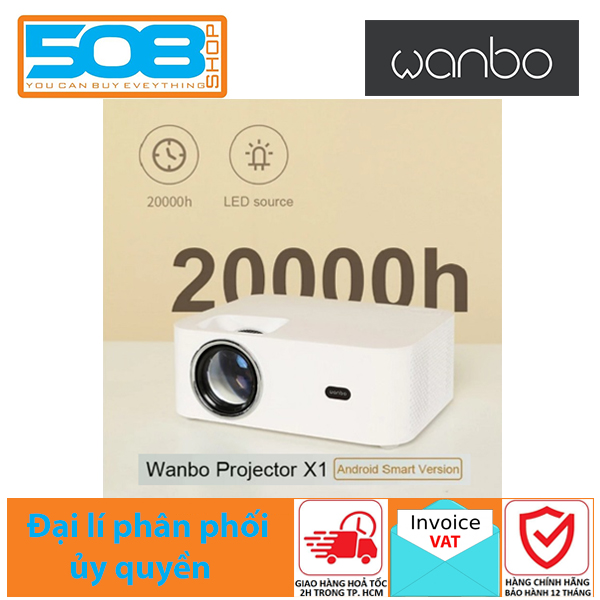 508
SHOP
YOU CAN BUY EVEYTHING
wanbo
20000h
LED source
20000h
wanbo
Wanbo Projector X1
Android Smart Version
Đại lí phân phối
ủy quyền
GIAO HÀNG HOẢ TỐC
2H TRONG TP. HCM
Invoice
VAT
HÀNG CHÍNH HÃNG
BẢO HÀNH 12 THÁNG